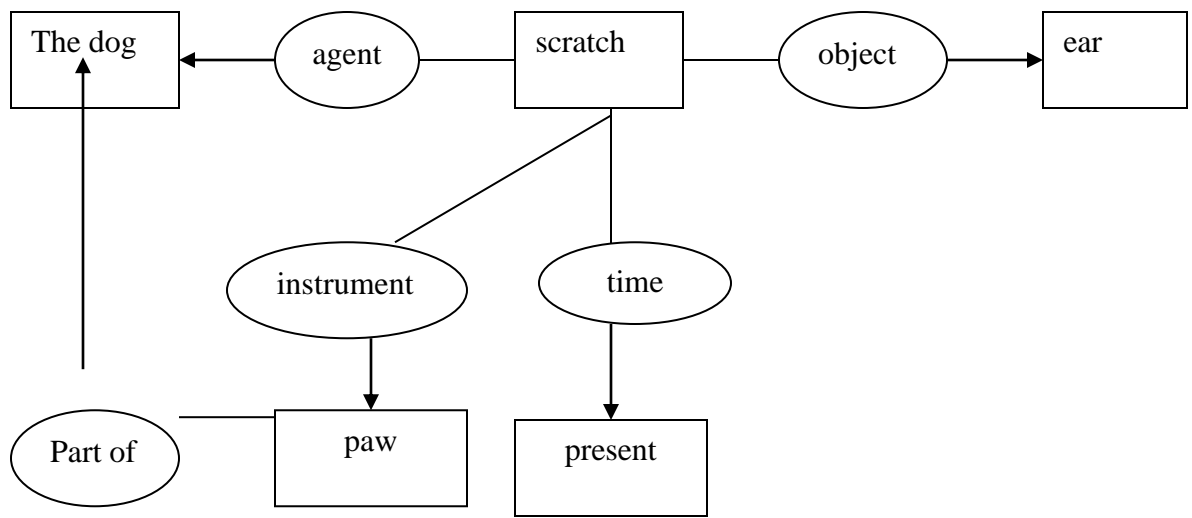 The dog
agent
scratch
object
ear
instrument
time
Part of
paw
present